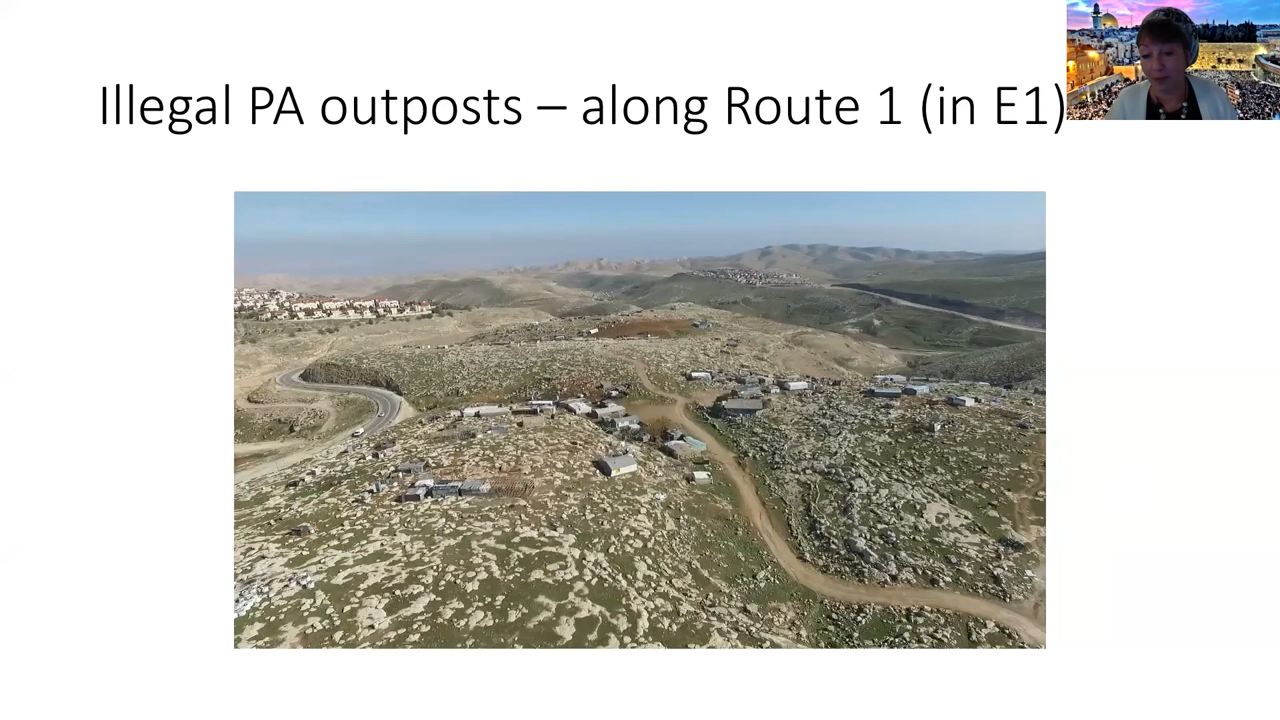 Illegal PA outposts – along Route 1 (in E1)